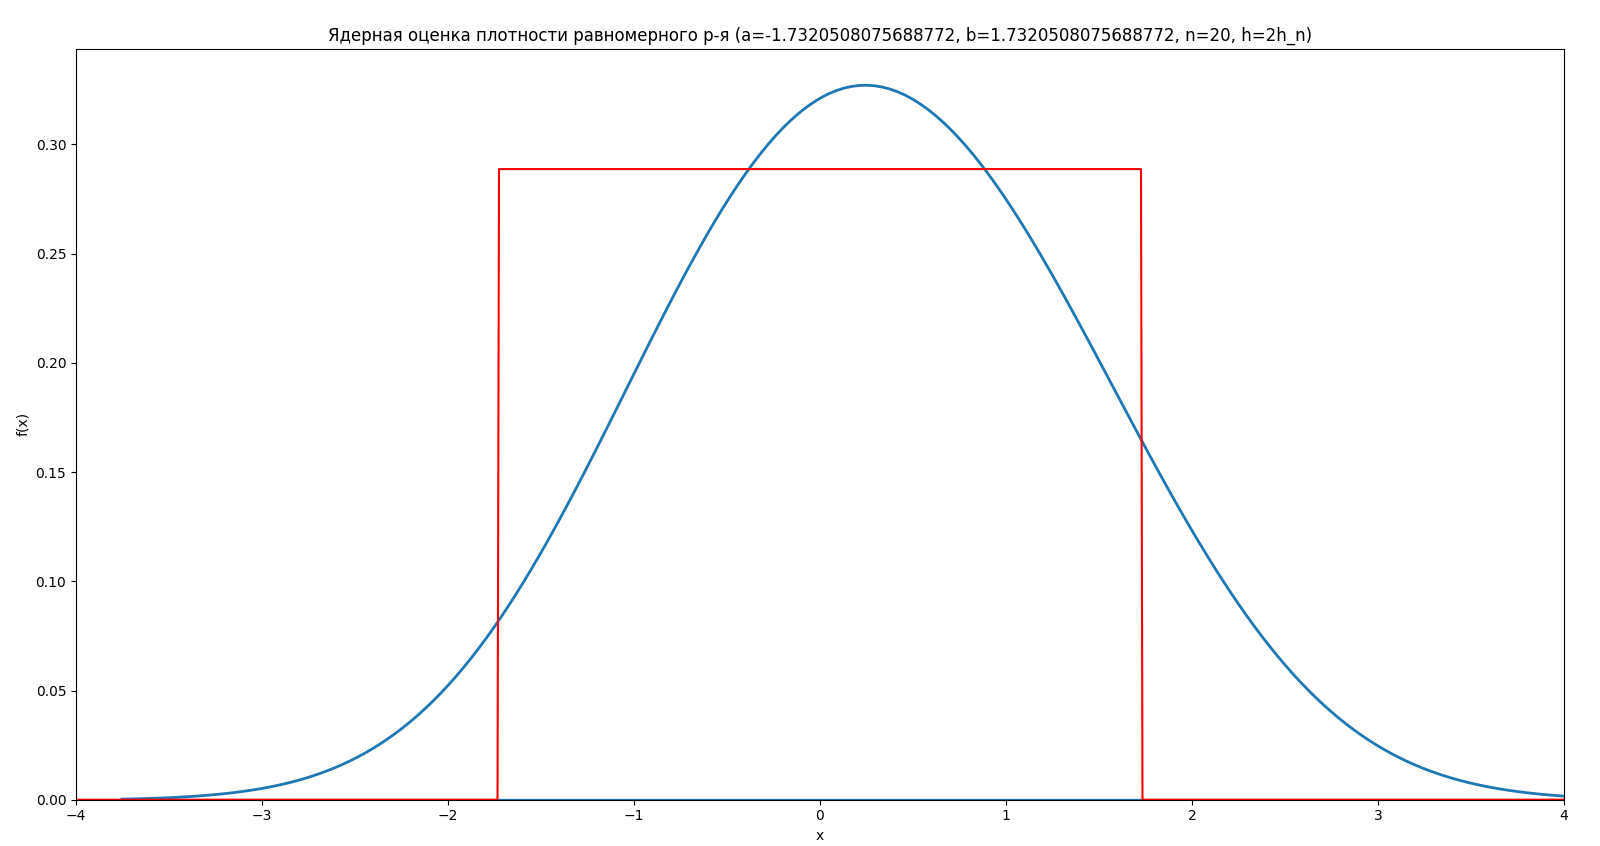 Ядерная оценка плотности равномерного р-я (a=-1.7320508075688772, b=1.7320508075688772, n=20, h=2h_n)
0.30
0.25
0.20
0.15
0.10
0.05
0.00
f(x)
−4 −3 −2 −1 0 1 2 3 4
x